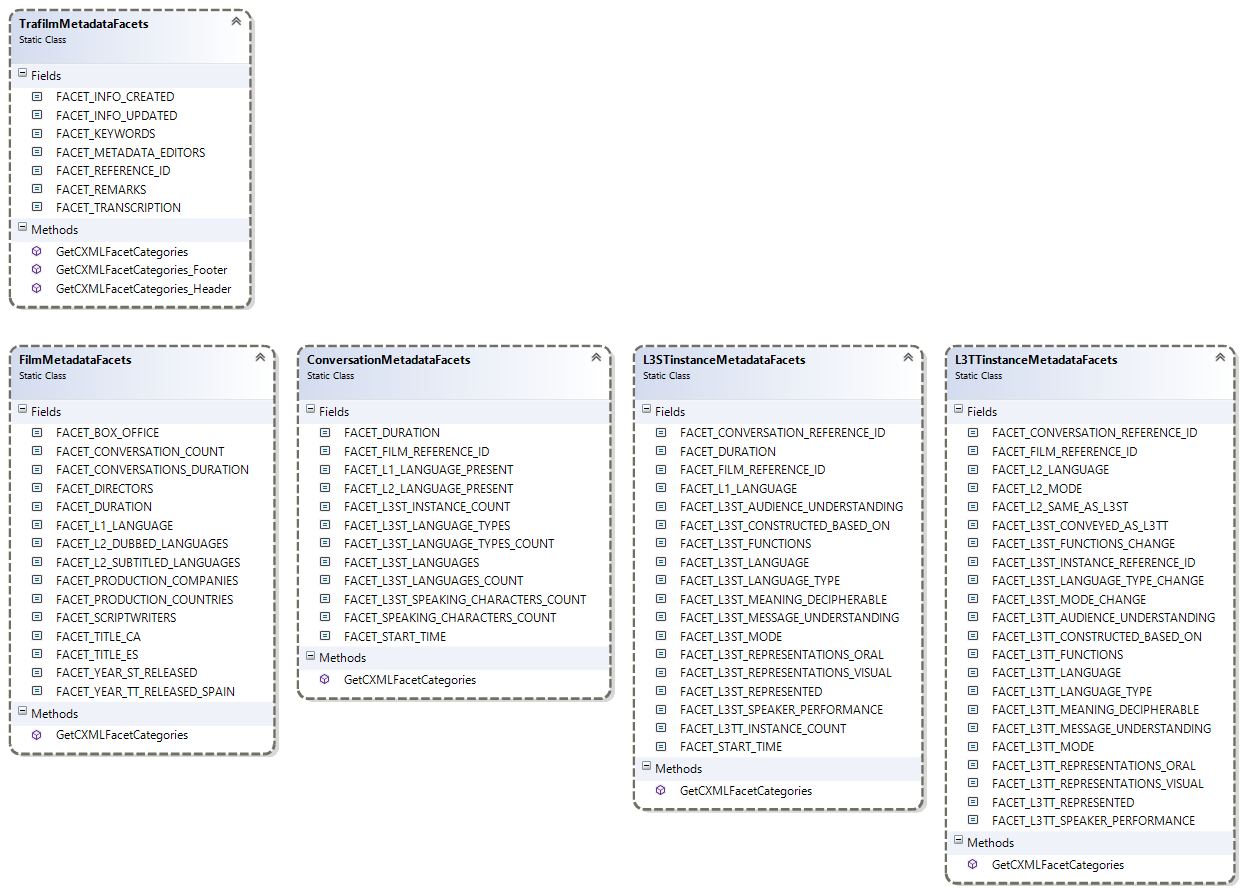 TrafilmMetadataFacets
Static Class
Fields
FACET_INFO_CREATED
FACET_INFO_UPDATED
FACET_KEYWORDS
FACET_METADATA_EDITORS
FACET_REFERENCE_ID
FACET_REMARKS
FACET_TRANSCRIPTION
Methods
GetCXMLFacetCategories
GetCXMLFacetCategories_Footer
GetCXMLFacetCategories_Header
FilmMetadataFacets
Static Class
Fields
FACET_BOX_OFFICE
FACET_CONVERSATION_COUNT
FACET_CONVERSATIONS_DURATION
FACET_DIRECTORS
FACET_DURATION
FACET_L1_LANGUAGE
FACET_L2_DUBBED_LANGUAGES
FACET_L2_SUBTITLED_LANGUAGES
FACET_PRODUCTION_COMPANIES
FACET_PRODUCTION_COUNTRIES
FACET_SCRIPTWRITERS
FACET_TITLE_CA
FACET_TITLE_ES
FACET_YEAR_ST_RELEASED
FACET_YEAR_TT_RELEASED_SPAIN
Methods
GetCXMLFacetCategories
ConversationMetadataFacets
Static Class
Fields
FACET_DURATION
FACET_FILM_REFERENCE_ID
FACET_L1_LANGUAGE_PRESENT
FACET_L2_LANGUAGE_PRESENT
FACET_L3ST_INSTANCE_COUNT
FACET_L3ST_LANGUAGE_TYPES
FACET_L3ST_LANGUAGE_TYPES_COUNT
FACET_L3ST_LANGUAGES
FACET_L3ST_LANGUAGES_COUNT
FACET_L3ST_SPEAKING_CHARACTERS_COUNT
FACET_SPEAKING_CHARACTERS_COUNT
FACET_START_TIME
Methods
GetCXMLFacetCategories
L3STinstanceMetadataFacets
Static Class
Fields
FACET_CONVERSATION_REFERENCE_ID
FACET_DURATION
FACET_FILM_REFERENCE_ID
FACET_L1_LANGUAGE
FACET_L3ST_AUDIENCE_UNDERSTANDING
FACET_L3ST_CONSTRUCTED_BASED_ON
FACET_L3ST_FUNCTIONS
FACET_L3ST_LANGUAGE
FACET_L3ST_LANGUAGE_TYPE
FACET_L3ST_MEANING_DECIPHERABLE
FACET_L3ST_MESSAGE_UNDERSTANDING
FACET_L3ST_MODE
FACET_L3ST_REPRESENTATIONS_ORAL
FACET_L3ST_REPRESENTATIONS_VISUAL
FACET_L3ST_REPRESENTED
FACET_L3ST_SPEAKER_PERFORMANCE
FACET_L3TT_INSTANCE_COUNT
FACET_START_TIME
Methods
GetCXMLFacetCategories
L3TTinstanceMetadataFacets
Static Class
Fields
FACET_CONVERSATION_REFERENCE_ID
FACET_FILM_REFERENCE_ID
FACET_L2_LANGUAGE
FACET_L2_MODE
FACET_L2_SAME_AS_L3ST
FACET_L3ST_CONVEYED_AS_L3TT
FACET_L3ST_FUNCTIONS_CHANGE
FACET_L3ST_INSTANCE_REFERENCE_ID
FACET_L3ST_LANGUAGE_TYPE_CHANGE
FACET_L3ST_MODE_CHANGE
FACET_L3TT_AUDIENCE_UNDERSTANDING
FACET_L3TT_CONSTRUCTED_BASED_ON
FACET_L3TT_FUNCTIONS
FACET_L3TT_LANGUAGE
FACET_L3TT_LANGUAGE_TYPE
FACET_L3TT_MEANING_DECIPHERABLE
FACET_L3TT_MESSAGE_UNDERSTANDING
FACET_L3TT_MODE
FACET_L3TT_REPRESENTATIONS_ORAL
FACET_L3TT_REPRESENTATIONS_VISUAL
FACET_L3TT_REPRESENTED
FACET_L3TT_SPEAKER_PERFORMANCE
Methods
GetCXMLFacetCategories